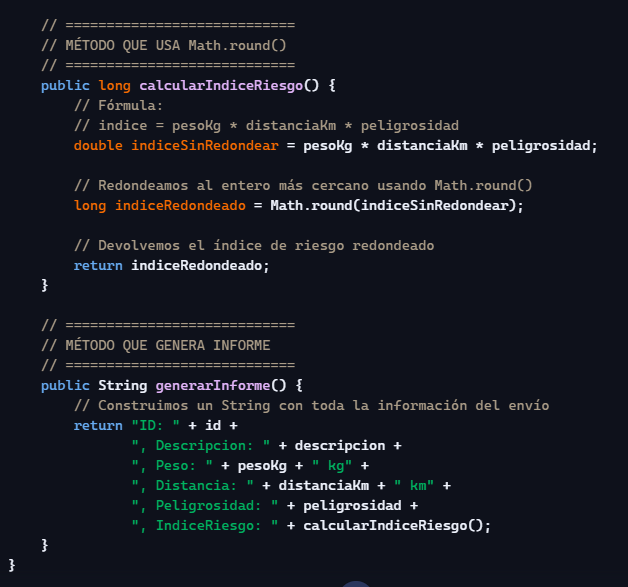 // ============================
// MÉTODO QUE USA Math.round()
// ============================
public long calcularIndiceRiesgo() {
// Fórmula:
// indice = pesoKg * distanciaKm * peligrosidad
double indiceSinRedondear = pesoKg * distanciaKm * peligrosidad;
// Redondeamos al entero más cercano usando Math.round()
long indiceRedondeado = Math.round(indiceSinRedondear);
// Devolvemos el índice de riesgo redondeado
return indiceRedondeado;
}
// ============================
// MÉTODO QUE GENERA INFORME
// ============================
public String generarInforme() {
// Construimos un String con toda la información del envío
return "ID: " + id +
", Descripcion: " + descripcion +
", Peso: " + pesoKg + " kg" +
", Distancia: " + distanciaKm + " km" +
", Peligrosidad: " + peligrosidad +
", IndiceRiesgo: " + calcularIndiceRiesgo();
}
}